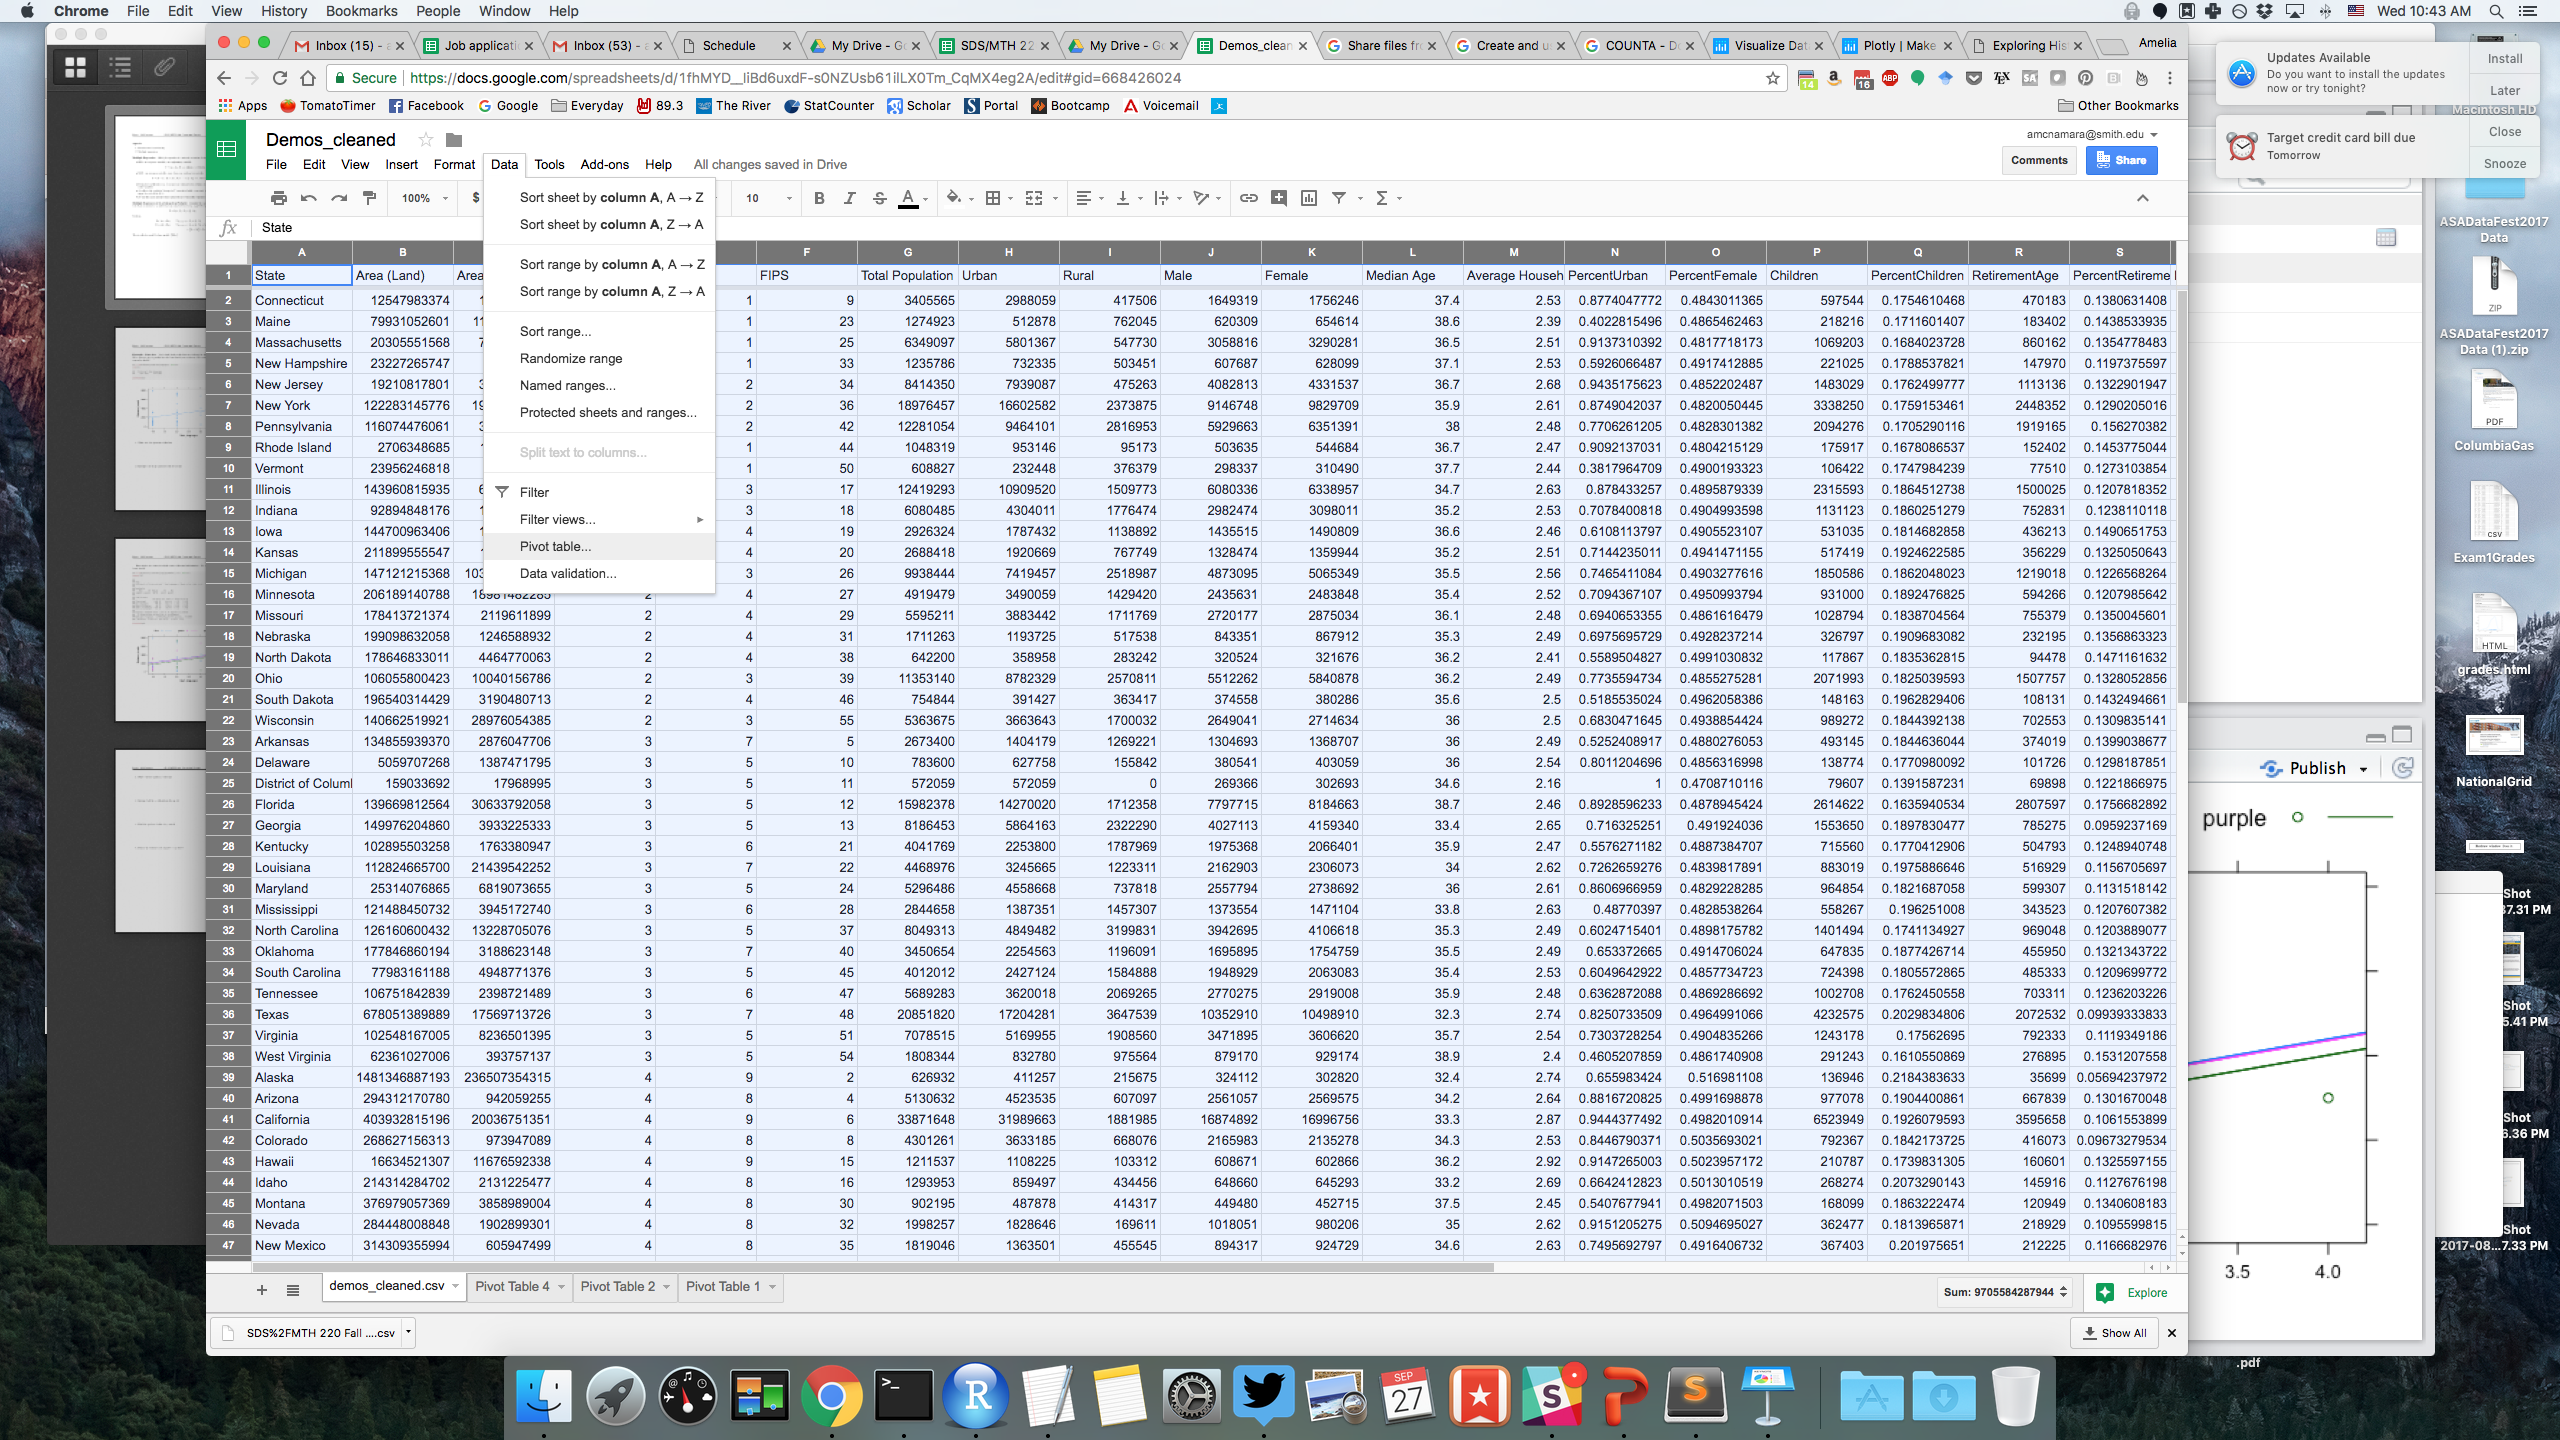 Chrome File Edit View History Bookmarks People Window Help Wed 10:43 AM
Inbox (15) - Job applicati Inbox (53) - Schedule My Drive - Go SDS/MTH 22 My Drive - Go Demos_clean Share files fr Create and u COUNTA - D Visualize Dat Plotly | Make Exploring His Amelia
Secure https://docs.google.com/spreadsheets/d/1fhMYD__liBd6uxdF-s0NZUsb61ilLX0Tm_CqMX4eg2A/edit#gid=668426024
Apps TomatoTimer Facebook Google Everyday 89.3 The River StatCounter Scholar Portal Bootcamp Voicemail Other Bookmarks
Updates Available
Do you want to install the updates
now or try tonight?
Install
Later
Macintosh HD
Target credit card bill due
Tomorrow
Close
Snooze
Demos_cleaned
amcnamara@smith.edu
File Edit View Insert Format Data Tools Add-ons Help All changes saved in Drive
Comments Share
100% $ 10
fx State
Sort sheet by column A, A → Z
Sort sheet by column A, Z → A
Sort range by column A, A → Z
Sort range by column A, Z → A
Sort range...
Randomize range
Named ranges...
Protected sheets and ranges...
Split text to columns...
Filter
Filter views...
Pivot table...
Data validation...
A B F G H I J K L M N O P Q R S
1 State Area (Land) Area FIPS Total Population Urban Rural Male Female Median Age Average Househ PercentUrban PercentFemale Children PercentChildren RetirementAge PercentRetireme
2 Connecticut 12547983374 1 1 9 3405565 2988059 417506 1649319 1756246 37.4 2.53 0.8774047772 0.4843011365 597544 0.1754610468 470183 0.1380631408
3 Maine 79931052601 11 1 23 1274923 512878 762045 620309 654614 38.6 2.39 0.4022815496 0.4865462463 218216 0.1711601407 183402 0.1438533935
4 Massachusetts 20305551568 7 1 25 6349097 5801367 547730 3058816 3290281 36.5 2.51 0.9137310392 0.4817718173 1069203 0.1684023728 860162 0.1354778483
5 New Hampshire 23227265747 1 33 1235786 732335 503451 607687 628099 37.1 2.53 0.5926066487 0.4917412885 221025 0.1788537821 147970 0.1197375597
6 New Jersey 19210817801 3 2 34 8414350 7939087 475263 4082813 4331537 36.7 2.68 0.9435175623 0.4852202487 1483029 0.1762499777 1113136 0.1322901947
7 New York 122283145776 19 2 36 18976457 16602582 2373875 9146748 9829709 35.9 2.61 0.8749042037 0.4820050445 3338250 0.1759153461 2448352 0.1290205016
8 Pennsylvania 116074476061 3 2 42 12281054 9464101 2816953 5929663 6351391 38 2.48 0.7706261205 0.4828301382 2094276 0.1705290116 1919165 0.156270382
9 Rhode Island 2706348685 1 44 1048319 953146 95173 503635 544684 36.7 2.47 0.9092137031 0.4804215129 175917 0.1678086537 152402 0.1453775044
10 Vermont 23956246818 1 50 608827 232448 376379 298337 310490 37.7 2.44 0.3817964709 0.4900193323 106422 0.1747984239 77510 0.1273103854
11 Illinois 143960815935 6 3 17 12419293 10909520 1509773 6080336 6338957 34.7 2.63 0.878433257 0.4895879339 2315593 0.1864512738 1500025 0.1207818352
12 Indiana 92894848176 1 3 18 6080485 4304011 1776474 2982474 3098011 35.2 2.53 0.7078400818 0.4904993598 1131123 0.1860251279 752831 0.1238110118
13 Iowa 144700963406 1 4 19 2926324 1787432 1138892 1435515 1490809 36.6 2.46 0.6108113797 0.4905523107 531035 0.1814682858 436213 0.1490651753
14 Kansas 211899555547 1 4 20 2688418 1920669 767749 1328474 1359944 35.2 2.51 0.7144235011 0.4941471155 517419 0.1924622585 356229 0.1325050643
15 Michigan 147121215368 103 3 26 9938444 7419457 2518987 4873095 5065349 35.5 2.56 0.7465411084 0.4903277616 1850586 0.1862048023 1219018 0.1226568264
16 Minnesota 206189140788 18981482285 2 4 27 4919479 3490059 1429420 2435631 2483848 35.4 2.52 0.7094367107 0.4950993794 931000 0.1892476825 594266 0.1207985642
17 Missouri 178413721374 2119611899 2 4 29 5595211 3883442 1711769 2720177 2875034 36.1 2.48 0.6940653355 0.4861616479 1028794 0.1838704564 755379 0.1350045601
18 Nebraska 199098632058 1246588932 2 4 31 1711263 1193725 517538 843351 867912 35.3 2.49 0.6975695729 0.4928237214 326797 0.1909683082 232195 0.1356863323
19 North Dakota 178646833011 4464770063 2 4 38 642200 358958 283242 320524 321676 36.2 2.41 0.5589504827 0.4991030832 117867 0.1835362815 94478 0.1471161632
20 Ohio 106055800423 10040156786 2 3 39 11353140 8782329 2570811 5512262 5840878 36.2 2.49 0.7735594734 0.4855275281 2071993 0.1825039593 1507757 0.1328052856
21 South Dakota 196540314429 3190480713 2 4 46 754844 391427 363417 374558 380286 35.6 2.5 0.5185535024 0.4962058386 148163 0.1962829406 108131 0.1432494661
22 Wisconsin 140662519921 28976054385 2 3 55 5363675 3663643 1700032 2649041 2714634 36 2.5 0.6830471645 0.4938854424 989272 0.1844392138 702553 0.1309835141
23 Arkansas 134855939370 2876047706 3 7 5 2673400 1404179 1269221 1304693 1368707 36 2.49 0.5252408917 0.4880276053 493145 0.1844636044 374019 0.1399038677
24 Delaware 5059707268 1387471795 3 5 10 783600 627758 155842 380541 403059 36 2.54 0.8011204696 0.4856316998 138774 0.1770980092 101726 0.1298187851
25 District of Columl 159033692 17968995 3 5 11 572059 572059 0 269366 302693 34.6 2.16 1 0.4708710116 79607 0.1391587231 69898 0.1221866975
26 Florida 139669812564 30633792058 3 5 12 15982378 14270020 1712358 7797715 8184663 38.7 2.46 0.8928596233 0.4878945424 2614622 0.1635940534 2807597 0.1756682892
27 Georgia 149976204860 3933225333 3 5 13 8186453 5864163 2322290 4027113 4159340 33.4 2.65 0.716325251 0.491924036 1553650 0.1897830477 785275 0.0959237169
28 Kentucky 102895503258 1763380947 3 6 21 4041769 2253800 1787969 1975368 2066401 35.9 2.47 0.5576271182 0.4887384707 715560 0.1770412906 504793 0.1248940748
29 Louisiana 112824665700 21439542252 3 7 22 4468976 3245665 1223311 2162903 2306073 34 2.62 0.7262659276 0.4839817891 883019 0.1975886646 516929 0.1156705697
30 Maryland 25314076865 6819073655 3 5 24 5296486 4558668 737818 2557794 2738692 36 2.61 0.8606966959 0.4829228285 964854 0.1821687058 599307 0.1131518142
31 Mississippi 121488450732 3945172740 3 6 28 2844658 1387351 1457307 1373554 1471104 33.8 2.63 0.48770397 0.4828538264 558267 0.196251008 343523 0.1207607382
32 North Carolina 126160600432 13228705076 3 5 37 8049313 4849482 3199831 3942695 4106618 35.3 2.49 0.6024715401 0.4898175782 1401494 0.1741134927 969048 0.1203889077
33 Oklahoma 177846860194 3188623148 3 7 40 3450654 2254563 1196091 1695895 1754759 35.5 2.49 0.653372665 0.4914706024 647835 0.1877426714 455950 0.1321343722
34 South Carolina 77983161188 4948771376 3 5 45 4012012 2427124 1584888 1948929 2063083 35.4 2.53 0.6049642922 0.4857734723 724398 0.1805572865 485333 0.1209699772
35 Tennessee 106751842839 2398721489 3 6 47 5689283 3620018 2069265 2770275 2919008 35.9 2.48 0.6362872088 0.4869286692 1002708 0.1762450558 703311 0.1236203226
36 Texas 678051389889 17569713726 3 7 48 20851820 17204281 3647539 10352910 10498910 32.3 2.74 0.8250733509 0.4964991066 4232575 0.2029834806 2072532 0.09939333833
37 Virginia 102548167005 8236501395 3 5 51 7078515 5169955 1908560 3471895 3606620 35.7 2.54 0.7303728254 0.4904835266 1243178 0.17562695 792333 0.1119349186
38 West Virginia 62361027006 393757137 3 5 54 1808344 832780 975564 879170 929174 38.9 2.4 0.4605207859 0.4861740908 291243 0.1610550869 276895 0.1531207558
39 Alaska 1481346887193 236507354315 4 9 2 626932 411257 215675 324112 302820 32.4 2.74 0.655983424 0.516981108 136946 0.2184383633 35699 0.05694237972
40 Arizona 294312170780 942059255 4 8 4 5130632 4523535 607097 2561057 2569575 34.2 2.64 0.8816720825 0.4991698878 977078 0.1904400861 667839 0.1301670048
41 California 403932815196 20036751351 4 9 6 33871648 31989663 1881985 16874892 16996756 33.3 2.87 0.9444377492 0.4982010914 6523949 0.1926079593 3595658 0.1061553899
42 Colorado 268627156313 973947089 4 8 8 4301261 3633185 668076 2165983 2135278 34.3 2.53 0.8446790371 0.5035693021 792367 0.1842173725 416073 0.09673279534
43 Hawaii 16634521307 11676592338 4 9 15 1211537 1108225 103312 608671 602866 36.2 2.92 0.9147265003 0.5023957172 210787 0.1739831305 160601 0.1325597155
44 Idaho 214314284702 2131225477 4 8 16 1293953 859497 434456 648660 645293 33.2 2.69 0.6642412823 0.5013010519 268274 0.2073290143 145916 0.1127676198
45 Montana 376979057369 3858989004 4 8 30 902195 487878 414317 449480 452715 37.5 2.45 0.5407677941 0.4982071503 168099 0.1863222474 120949 0.1340608183
46 Nevada 284448008848 1902899301 4 8 32 1998257 1828646 169611 1018051 980206 35 2.62 0.9151205275 0.5094695027 362477 0.1813965871 218929 0.1095599815
47 New Mexico 314309355994 605947499 4 8 35 1819046 1363501 455545 894317 924729 34.6 2.63 0.7495692797 0.4916406732 367403 0.201975651 212225 0.1166682976
demos_cleaned.csv Pivot Table 4 Pivot Table 2 Pivot Table 1 Sum: 9705584287944 Explore
SDS%2FMTH 220 Fall ....csv Show All
ASADataFest2017
Data
ZIP
ASADataFest2017
Data (1).zip
PDF
ColumbiaGas
CSV
Exam1Grades
HTML
grades.html
NationalGrid
Publish
purple
Shot
37.31 PM
Shot
5.41 PM
Shot
6.36 PM
Shot
2017-08...7.33 PM
3.5 4.0
.pdf
SEP
27